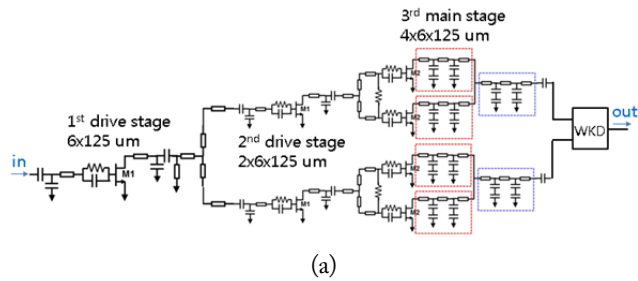 3rd main stage
4x6x125 um
1st drive stage
6x125 um
2nd drive stage
2x6x125 um
in
out
WKD
M1
M1
M1
M2
M2
M2
M2
(a)